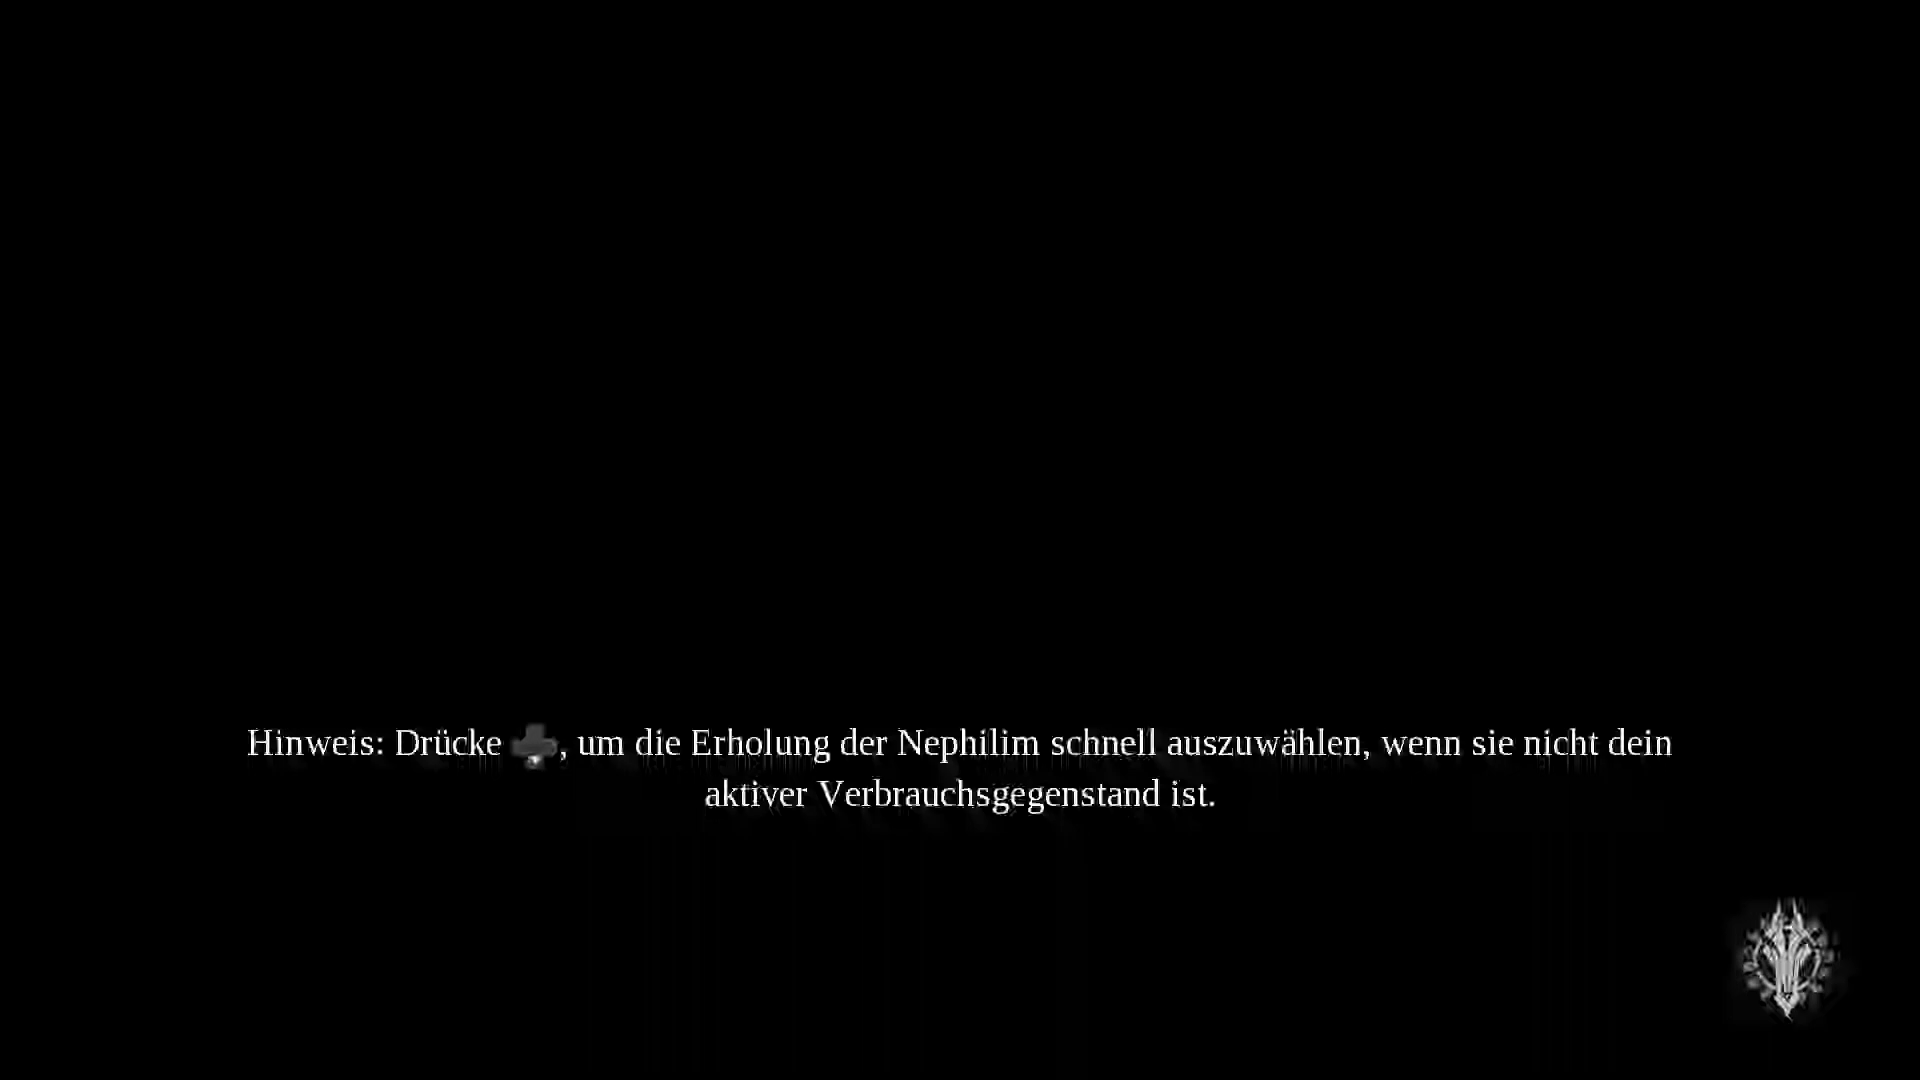 Hinweis: Drücke , um die Erholung der Nephilim schnell auszuwählen, wenn sie nicht dein
aktiver Verbrauchsgegenstand ist.